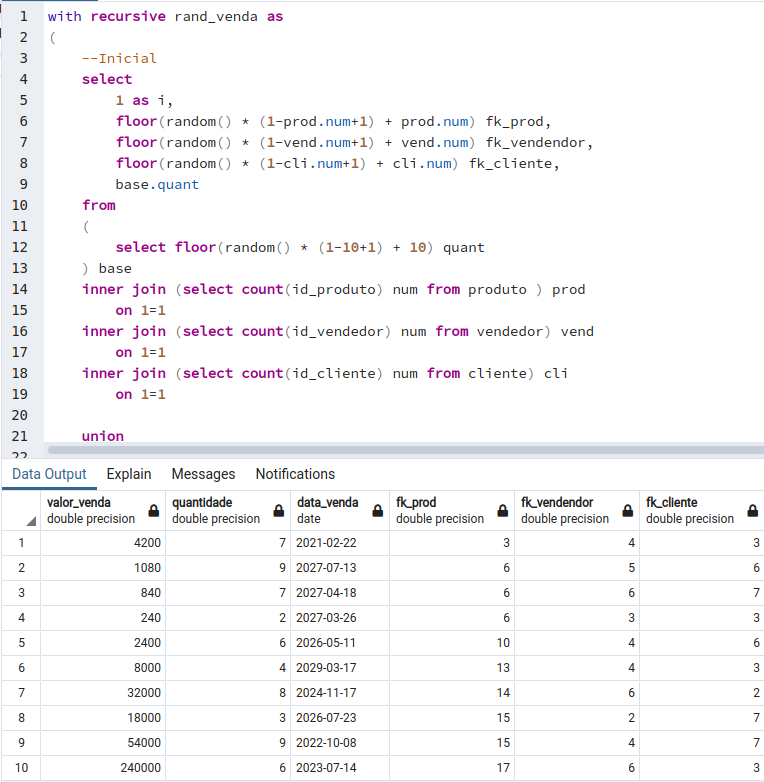 1 with recursive rand_venda as
2 (
3 --Inicial
4 select
5 1 as i,
6 floor(random() * (1-prod.num+1) + prod.num) fk_prod,
7 floor(random() * (1-vend.num+1) + vend.num) fk_vendendor,
8 floor(random() * (1-cli.num+1) + cli.num) fk_cliente,
9 base.quant
10 from
11 (
12 select floor(random() * (1-10+1) + 10) quant
13 ) base
14 inner join (select count(id_produto) num from produto ) prod
15 on 1=1
16 inner join (select count(id_vendedor) num from vendedor) vend
17 on 1=1
18 inner join (select count(id_cliente) num from cliente) cli
19 on 1=1
20
21 union
22
Data Output Explain Messages Notifications
valor_venda quantidade data_venda fk_prod fk_vendendor fk_cliente
double precision double precision date double precision double precision double precision
1 4200 7 2021-02-22 3 4 3
2 1080 9 2027-07-13 6 5 6
3 840 7 2027-04-18 6 6 7
4 240 2 2027-03-26 6 3 3
5 2400 6 2026-05-11 10 4 6
6 8000 4 2029-03-17 13 4 3
7 32000 8 2024-11-17 14 6 2
8 18000 3 2026-07-23 15 2 7
9 54000 9 2022-10-08 15 4 7
10 240000 6 2023-07-14 17 6 3